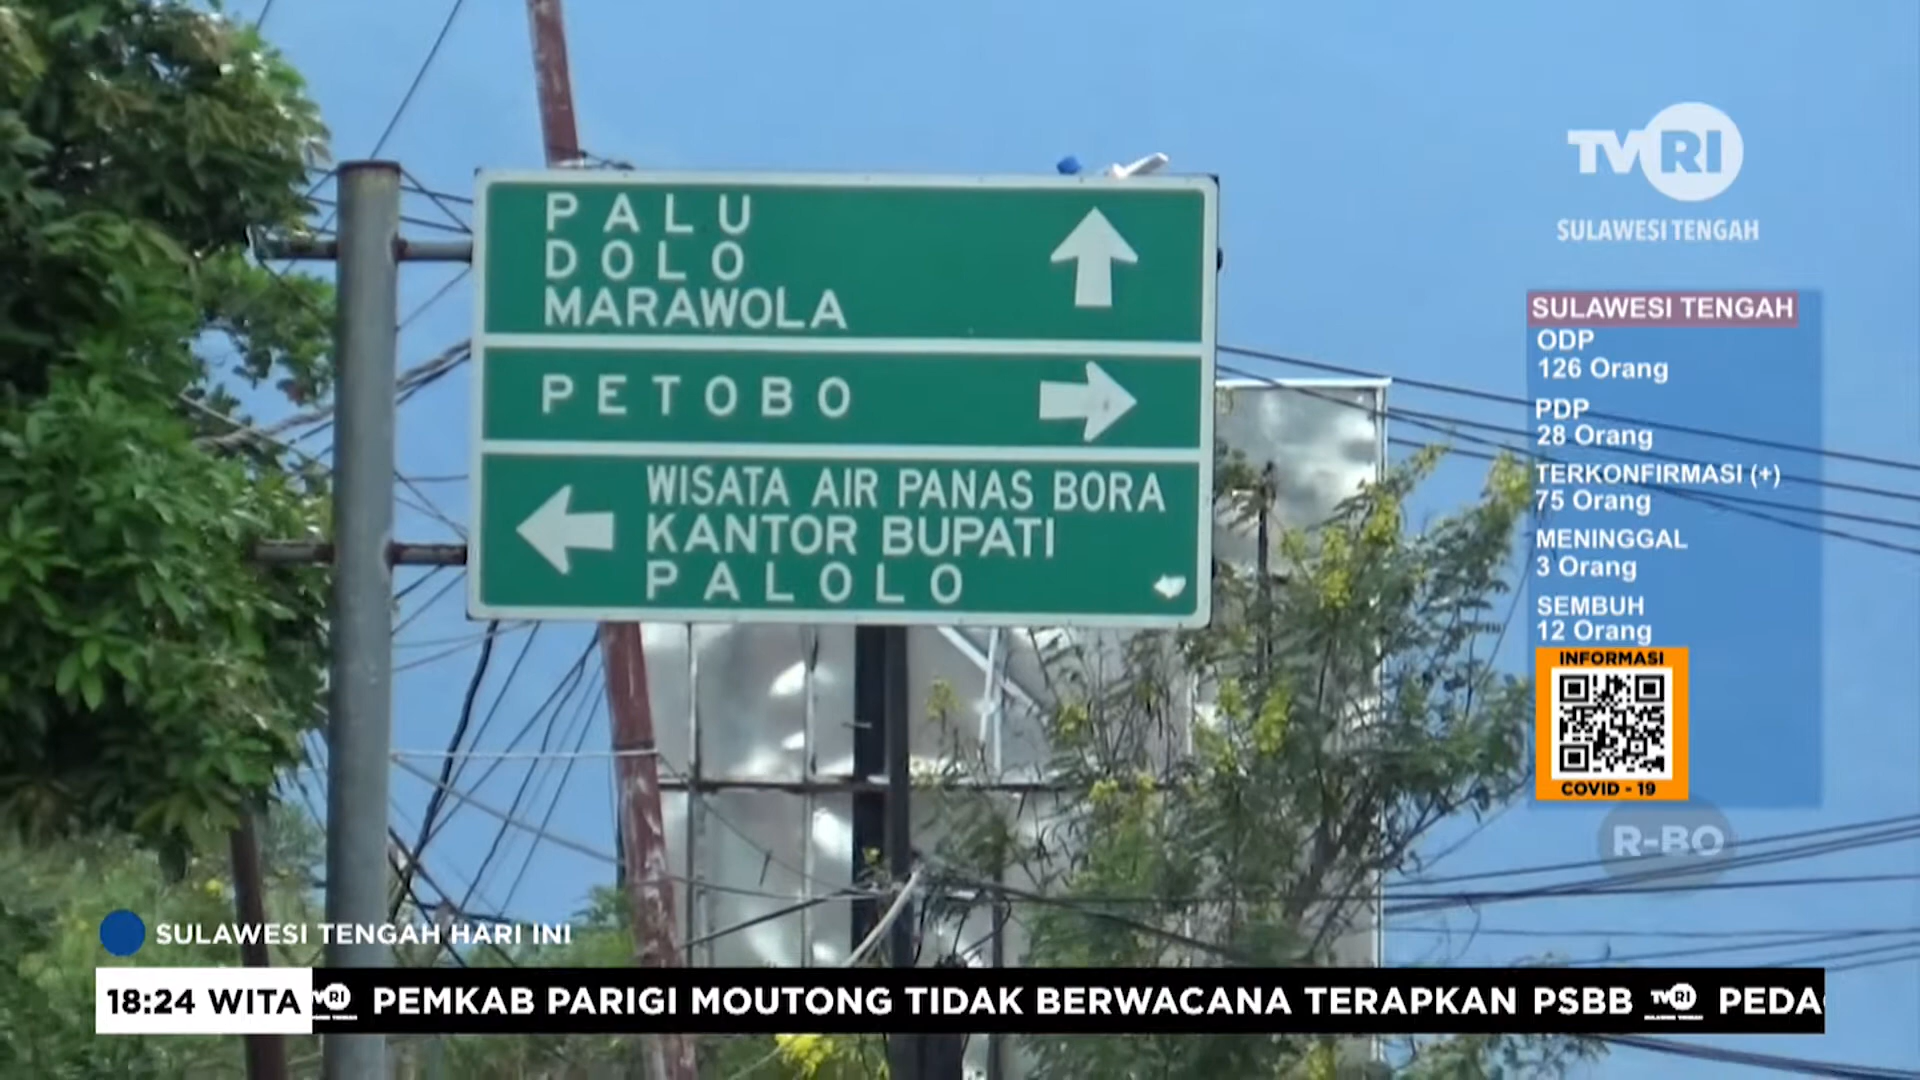 PALU
DOLO
MARAWOLA
PETOBO
WISATA AIR PANAS BORA
KANTOR BUPATI
PALOLO
TVRI
SULAWESI TENGAH
SULAWESI TENGAH
ODP
126 Orang
PDP
28 Orang
TERKONFIRMASI (+)
75 Orang
MENINGGAL
3 Orang
SEMBUH
12 Orang
INFORMASI
COVID - 19
R-BO
SULAWESI TENGAH HARI INI
18:24 WITA TVRI PEMKAB PARIGI MOUTONG TIDAK BERWACANA TERAPKAN PSBB TVRI